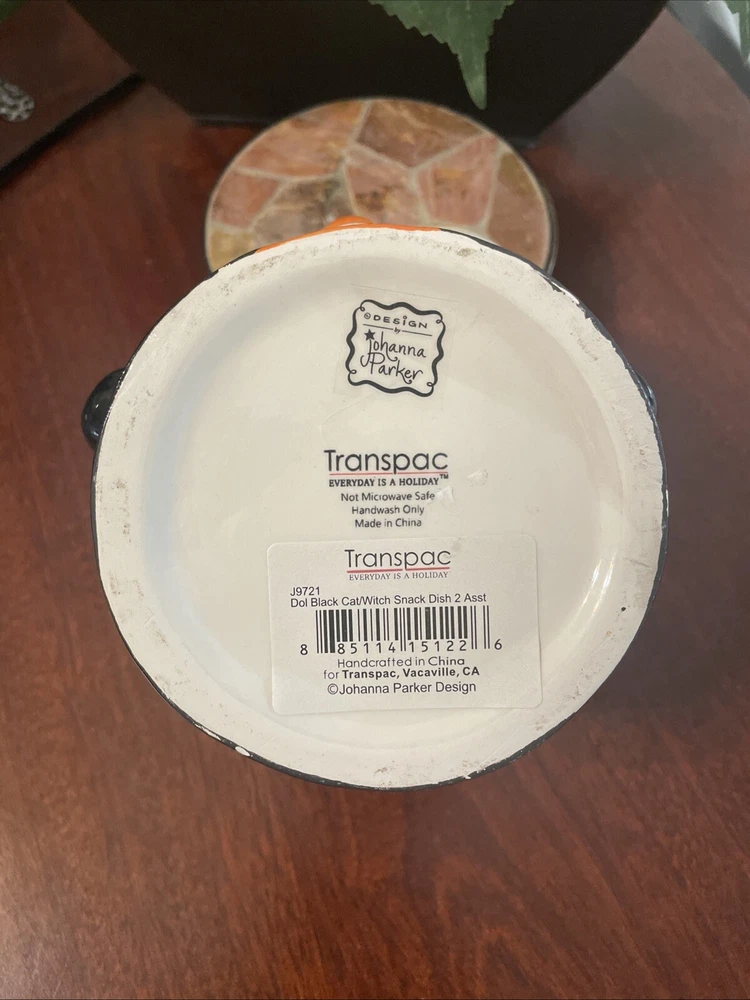 ©DESIGN
by
Johanna
Parker
Transpac
EVERYDAY IS A HOLIDAY™
Not Microwave Safe
Handwash Only
Made in China
Transpac
EVERYDAY IS A HOLIDAY
J9721
Dol Black Cat/Witch Snack Dish 2 Asst
8 85114 15122 6
Handcrafted in China
for Transpac, Vacaville, CA
©Johanna Parker Design